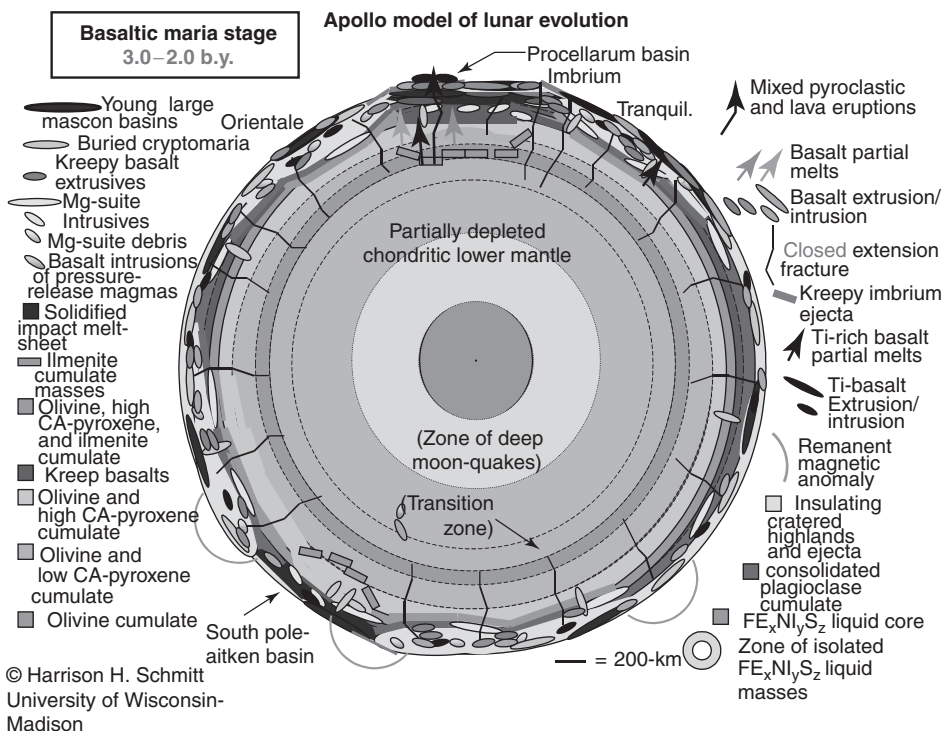 Apollo model of lunar evolution
Basaltic maria stage
3.0–2.0 b.y.
Procellarum basin
Imbrium
Orientale
Tranquil.
Young large
mascon basins
Buried cryptomaria
Kreepy basalt
extrusives
Mg-suite
Intrusives
Mg-suite debris
Basalt intrusions
of pressure-
release magmas
Solidified
impact melt-
sheet
Ilmenite
cumulate
masses
Olivine, high
CA-pyroxene,
and ilmenite
cumulate
Kreep basalts
Olivine and
high CA-pyroxene
cumulate
Olivine and
low CA-pyroxene
cumulate
Olivine cumulate
Partially depleted
chondritic lower mantle
(Zone of deep
moon-quakes)
(Transition
zone)
South pole-
aitken basin
Mixed pyroclastic
and lava eruptions
Basalt partial
melts
Basalt extrusion/
intrusion
Closed extension
fracture
Kreepy imbrium
ejecta
Ti-rich basalt
partial melts
Ti-basalt
Extrusion/
intrusion
Remanent
magnetic
anomaly
Insulating
cratered
highlands
and ejecta
consolidated
plagioclase
cumulate
FExNIySz liquid core
Zone of isolated
FExNIySz liquid
masses
= 200-km
© Harrison H. Schmitt
University of Wisconsin-
Madison